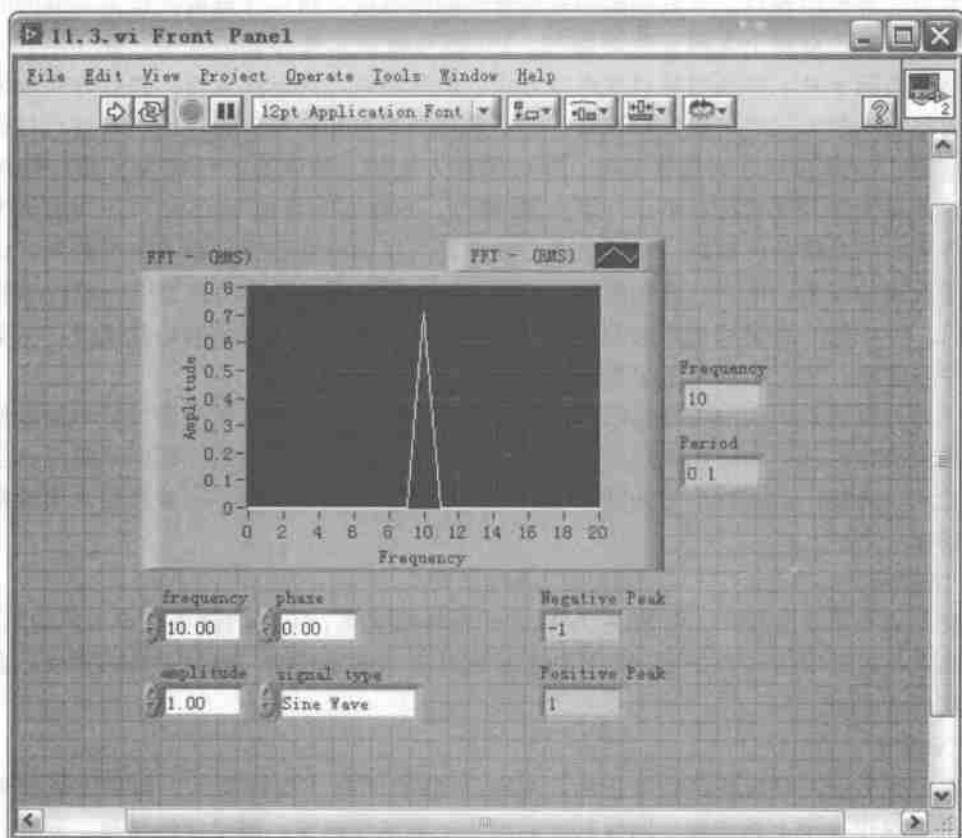 11.3.vi Front Panel
File Edit View Project Operate Tools Window Help
12pt Application Font
2
FFT - (RMS)
FFT - (RMS)
0.8
0.7
0.6
0.5
0.4
0.3
0.2
0.1
0
Amplitude
0 2 4 6 8 10 12 14 16 18 20
Frequency
Frequency
10
Period
0.1
frequency phase
10.00 0.00
amplitude signal type
1.00 Sine Wave
Negative Peak
-1
Positive Peak
1